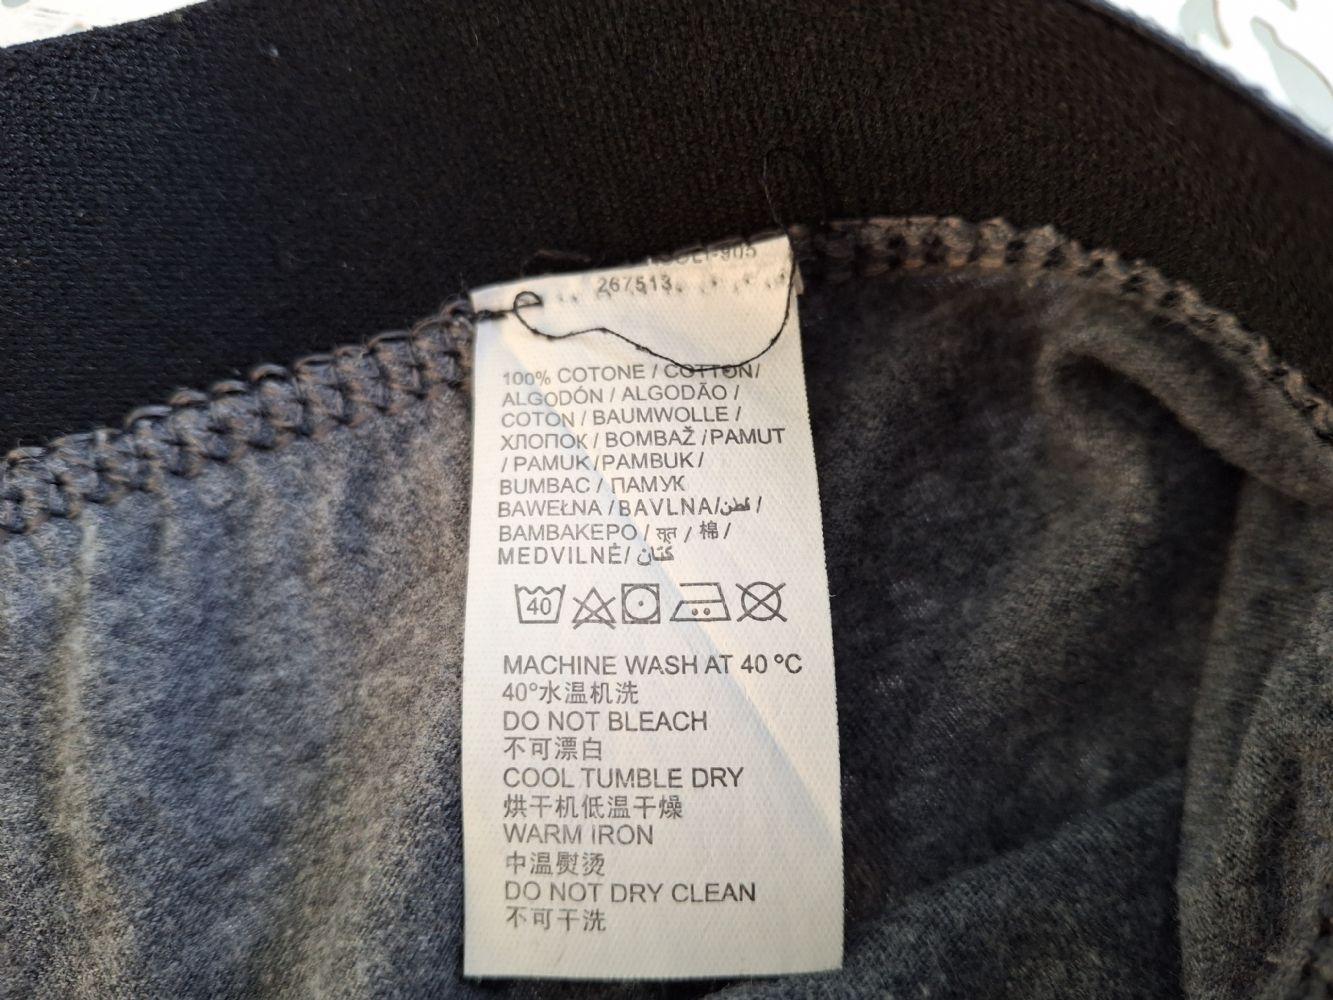 267513
100% COTONE / COTTON/
ALGODÓN / ALGODÃO /
COTON / BAUMWOLLE /
ХЛОПОК / BOMBAŽ /PAMUT
/ PAMUK /PAMBUK /
BUMBAC / ПАМУК
BAWEŁNA / BAVLNA/قطن /
BAMBAKEPO / सूत / 棉 /
MEDVILNĖ/ كتان
40
MACHINE WASH AT 40 °C
40°水温机洗
DO NOT BLEACH
不可漂白
COOL TUMBLE DRY
烘干机低温干燥
WARM IRON
中温熨烫
DO NOT DRY CLEAN
不可干洗